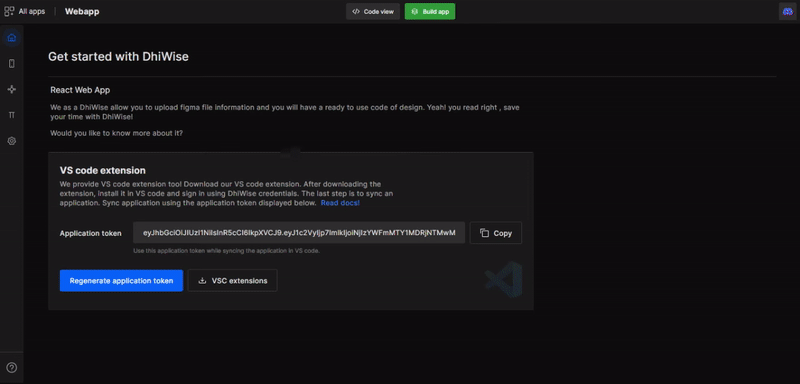 All apps
Webapp
Code view
Build app
Get started with DhiWise
React Web App
We as a DhiWise allow you to upload figma file information and you will have a ready to use code of design. Yeah! you read right , save
your time with DhiWise!
Would you like to know more about it?
VS code extension
We provide VS code extension tool Download our VS code extension. After downloading the
extension, install it in VS code and sign in using DhiWise credentials. The last step is to sync an
application. Sync application using the application token displayed below. Read docs!
Application token
Copy
Use this application token while syncing the application in VS code.
Regenerate application token
VSC extensions